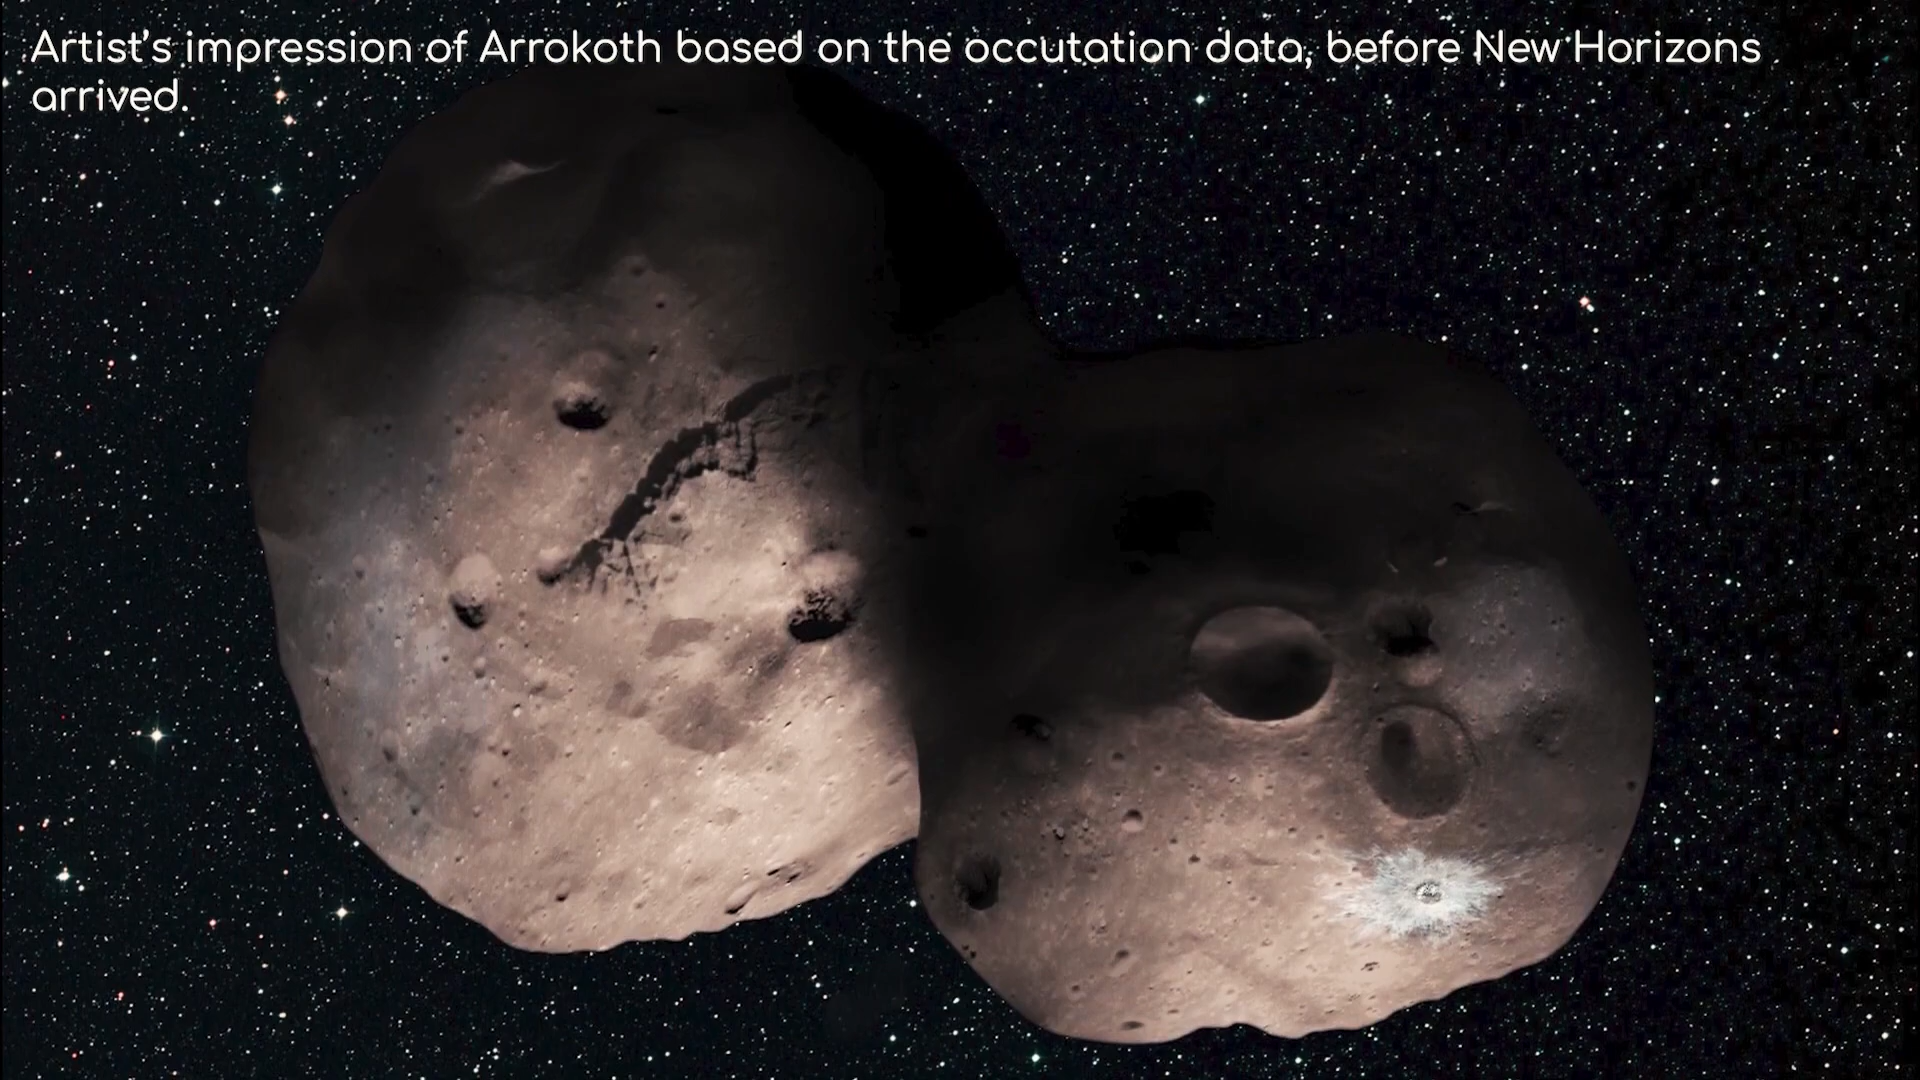 Artist's impression of Arrokoth based on the occutation data, before New Horizons
arrived.